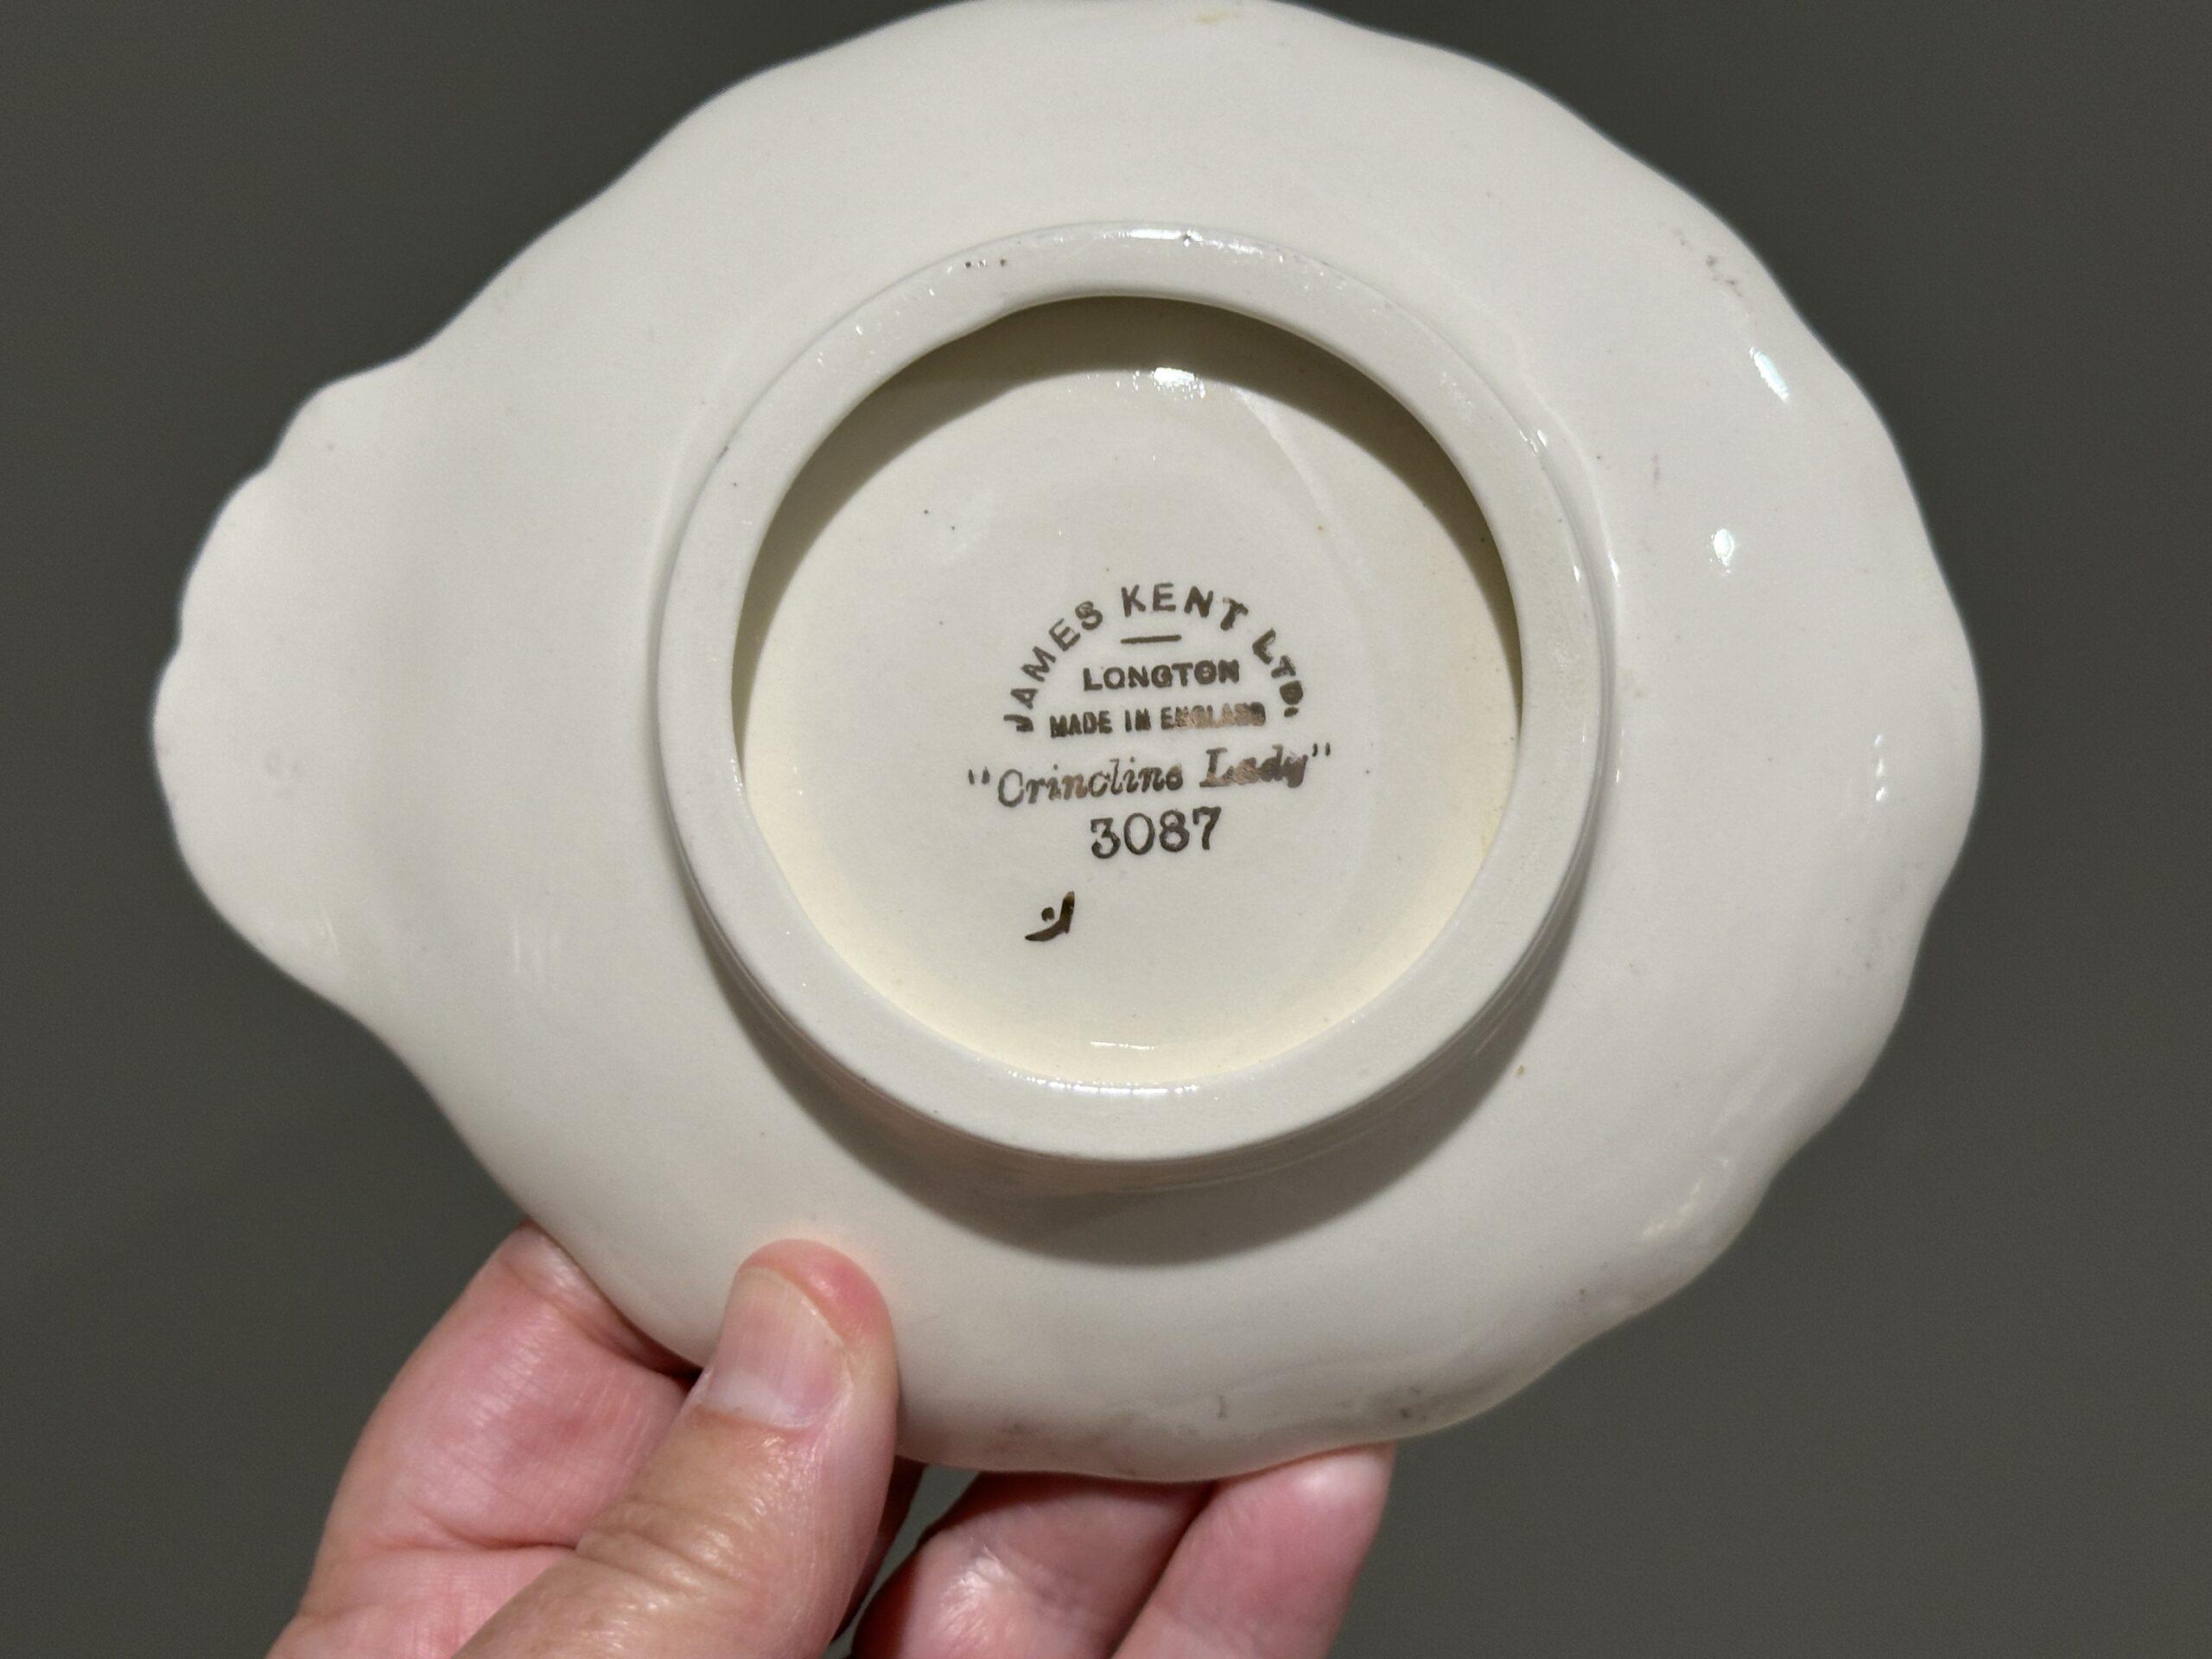 JAMES KENT LTD.
LONGTON
MADE IN ENGLAND
"Crinoline Lady"
3087